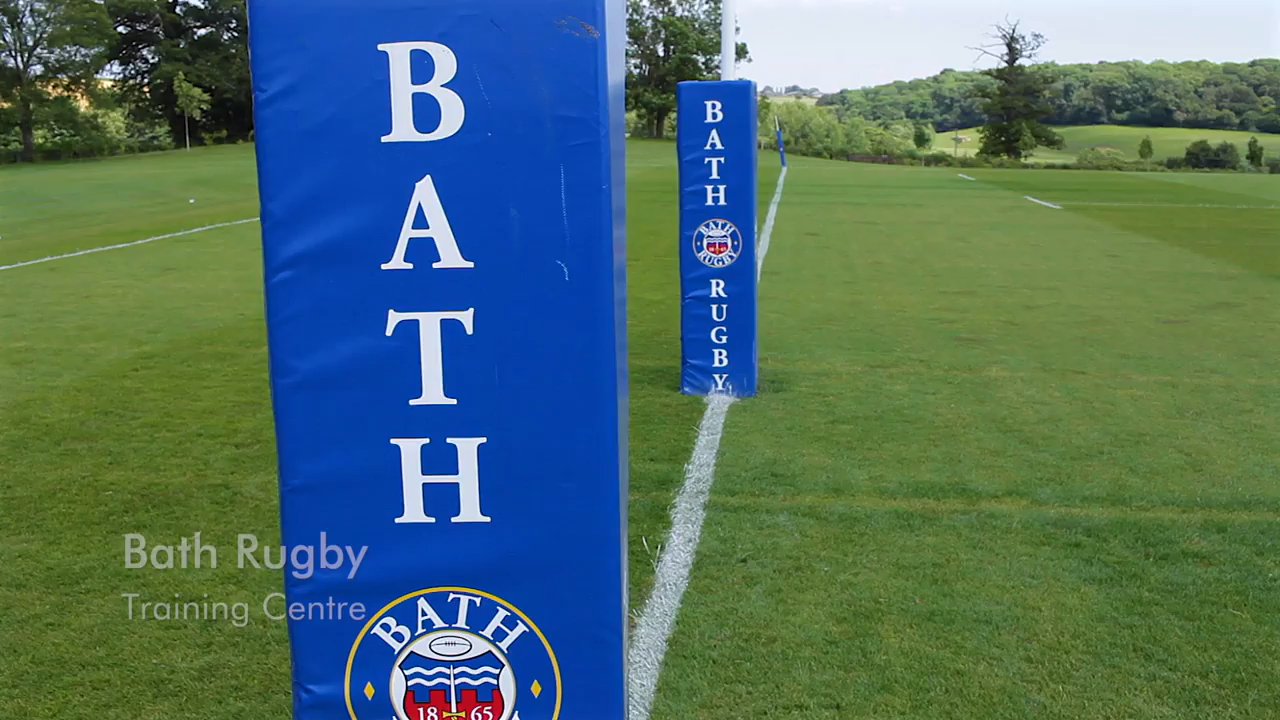 B
A
T
H
BATH
18 65
B
A
T
H
BATH
RUGBY
R
U
G
B
Y
Bath Rugby
Training Centre